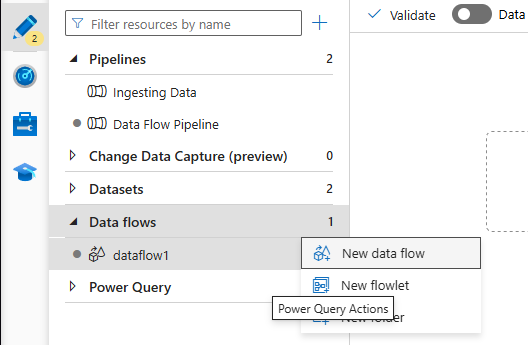 2
Filter resources by name
Validate
Data
Pipelines 2
Ingesting Data
Data Flow Pipeline
Change Data Capture (preview) 0
Datasets 2
Data flows 1
dataflow1
New data flow
New flowlet
Power Query
Power Query Actions
New folder